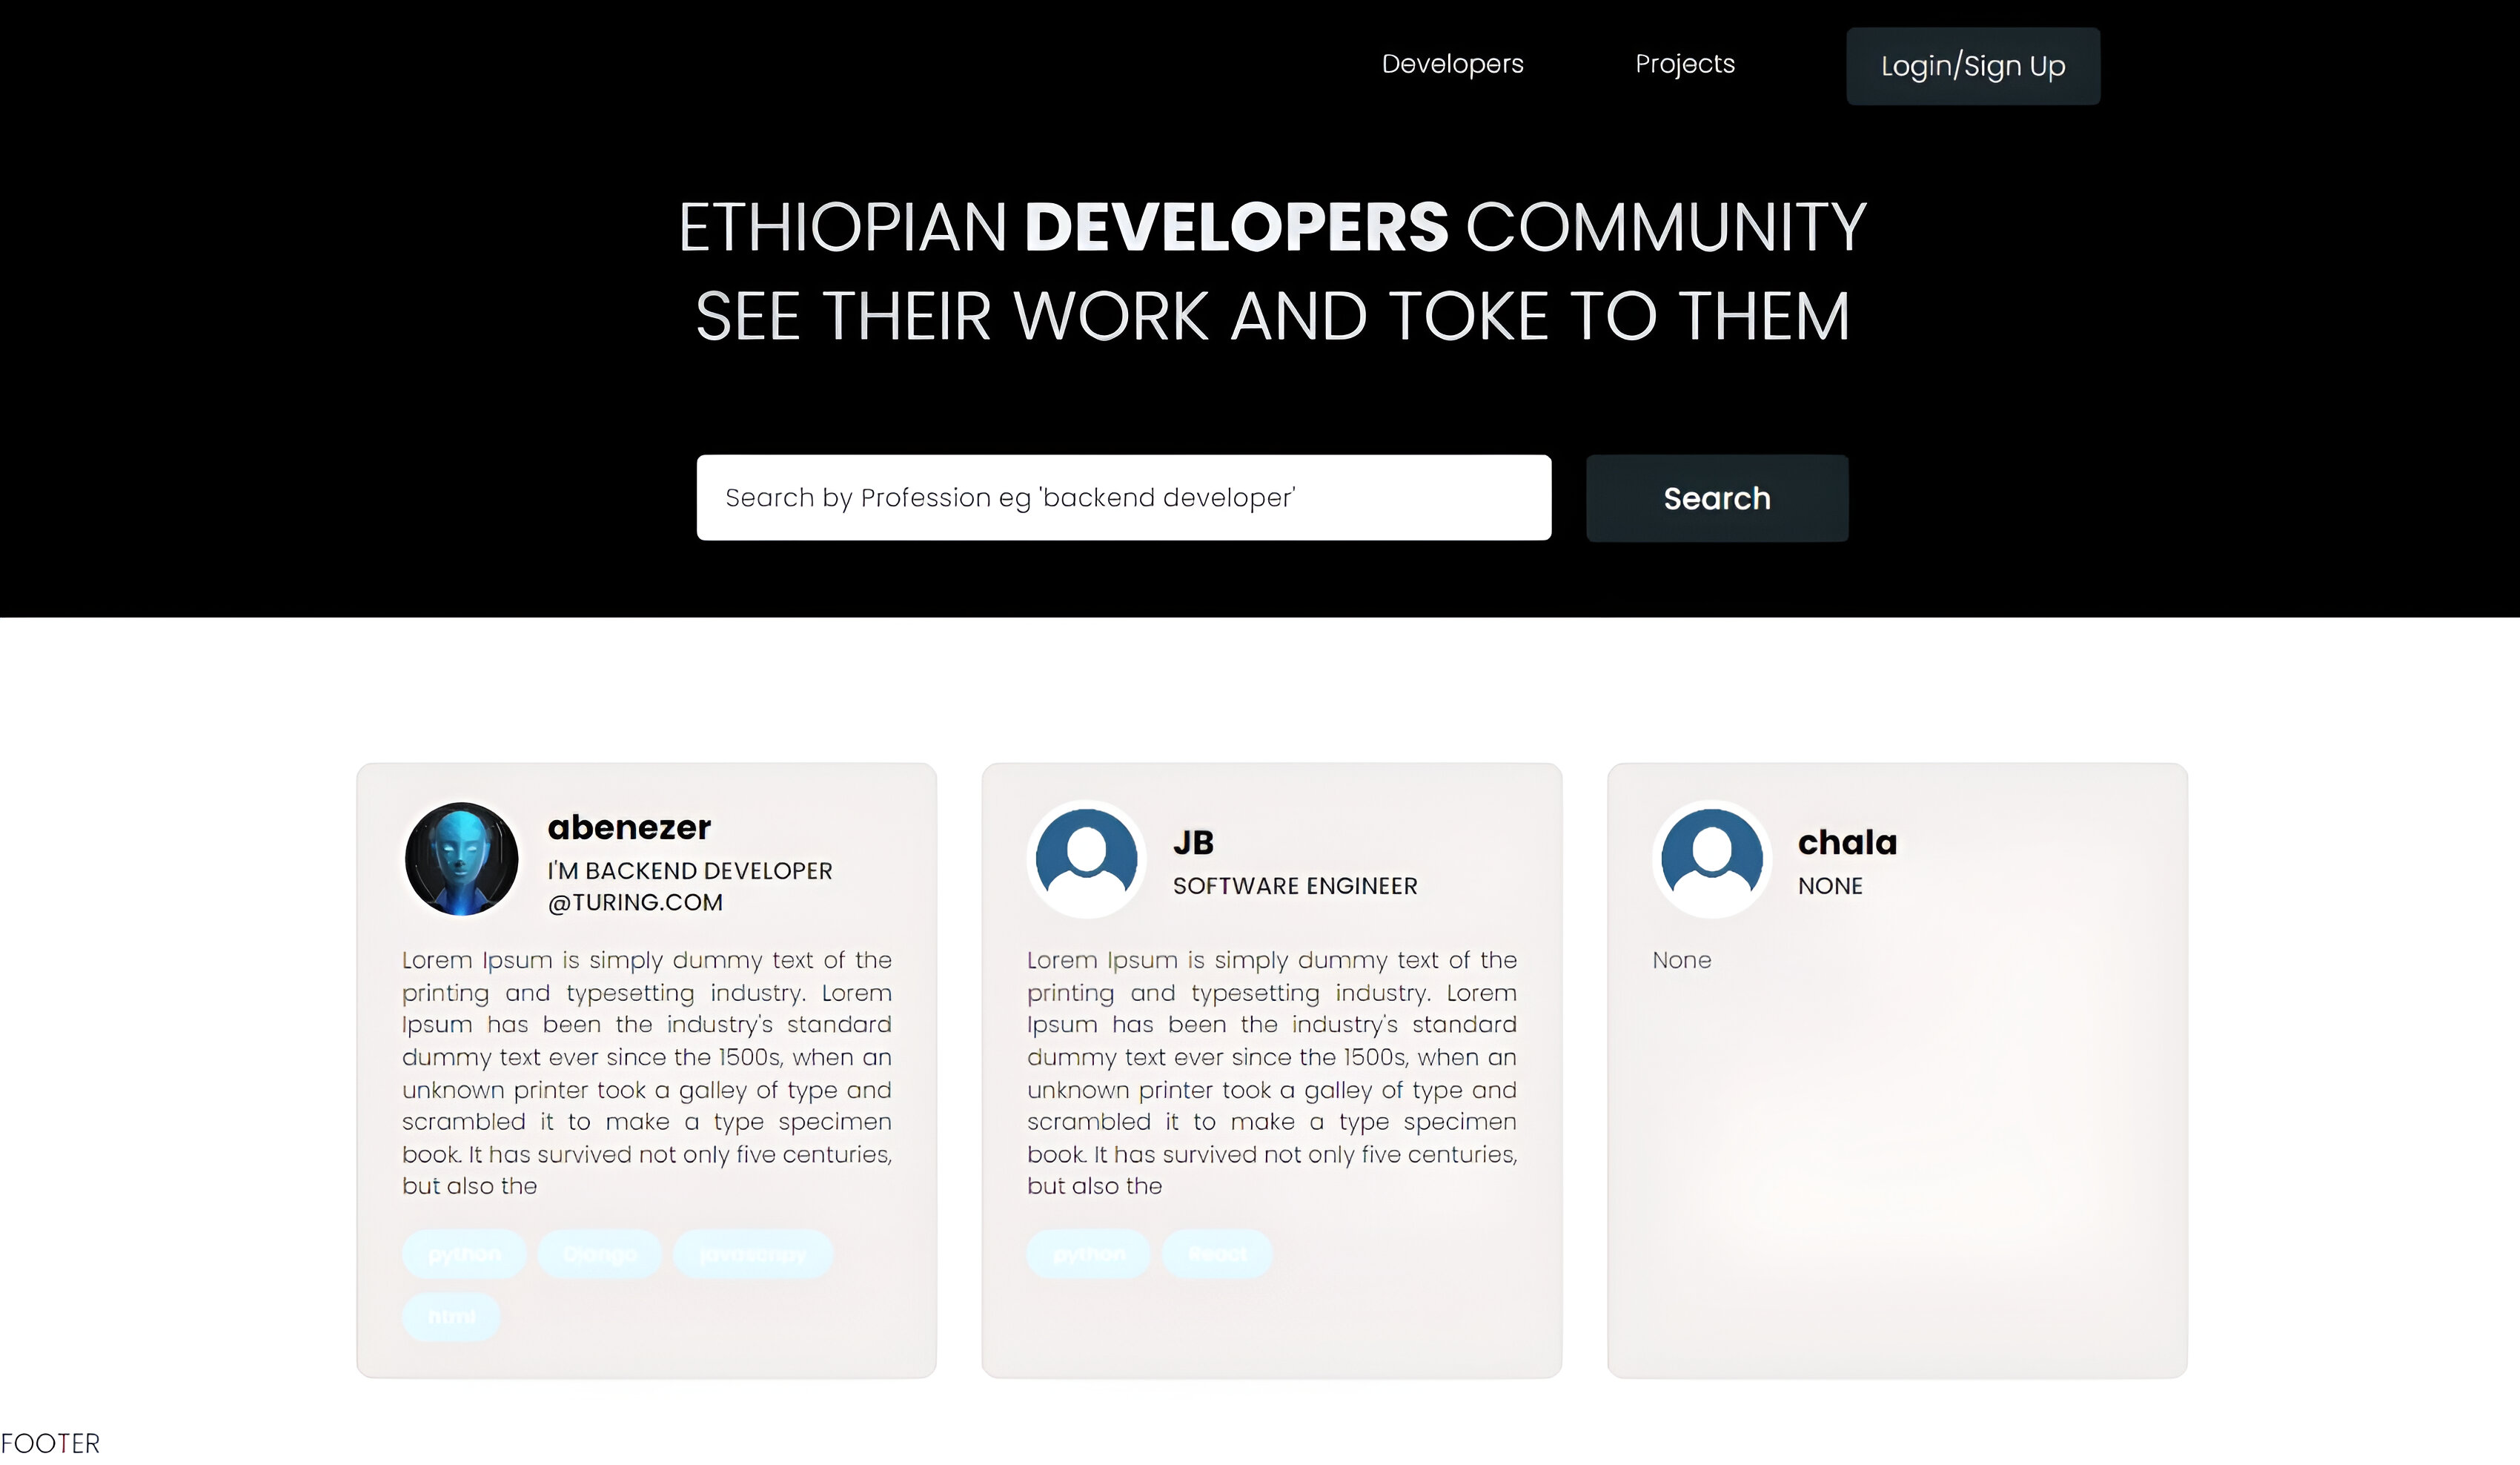 Developers
Projects
Login/Sign Up
ETHIOPIAN DEVELOPERS COMMUNITY
SEE THEIR WORK AND TOKE TO THEM
Search by Profession eg 'backend developer'
Search
abenezer
I'M BACKEND DEVELOPER
@TURING.COM
Lorem Ipsum is simply dummy text of the
printing and typesetting industry. Lorem
Ipsum has been the industry's standard
dummy text ever since the 1500s, when an
unknown printer took a galley of type and
scrambled it to make a type specimen
book. It has survived not only five centuries,
but also the
python
Django
html
JB
SOFTWARE ENGINEER
Lorem Ipsum is simply dummy text of the
printing and typesetting industry. Lorem
Ipsum has been the industry's standard
dummy text ever since the 1500s, when an
unknown printer took a galley of type and
scrambled it to make a type specimen
book. It has survived not only five centuries,
but also the
python
React
chala
NONE
None
FOOTER